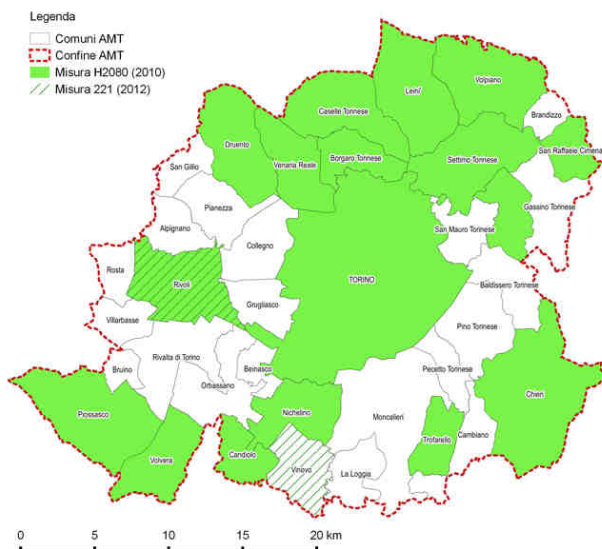 Legenda
Comuni AMT
Confine AMT
Misura H2080 (2010)
Misura 221 (2012)
Volpiano
Leinì
Caselle Torinese
Brandizzo
Druento
San Raffaele Cimena
Settimo Torinese
Borgaro Torinese
Venaria Reale
San Gillio
Gassino Torinese
Pianezza
Alpignano
San Mauro Torinese
Collegno
Rosta
Rivoli
TORINO
Baldissero Torinese
Grugliasco
Villarbasse
Pino Torinese
Rivalta di Torino
Bruino
Beinasco
Pecetto Torinese
Orbassano
Chieri
Piossasco
Nichelino
Moncalieri
Trofarello
Cambiano
Volvera
Candiolo
Vinovo
La Loggia
0 5 10 15 20 km